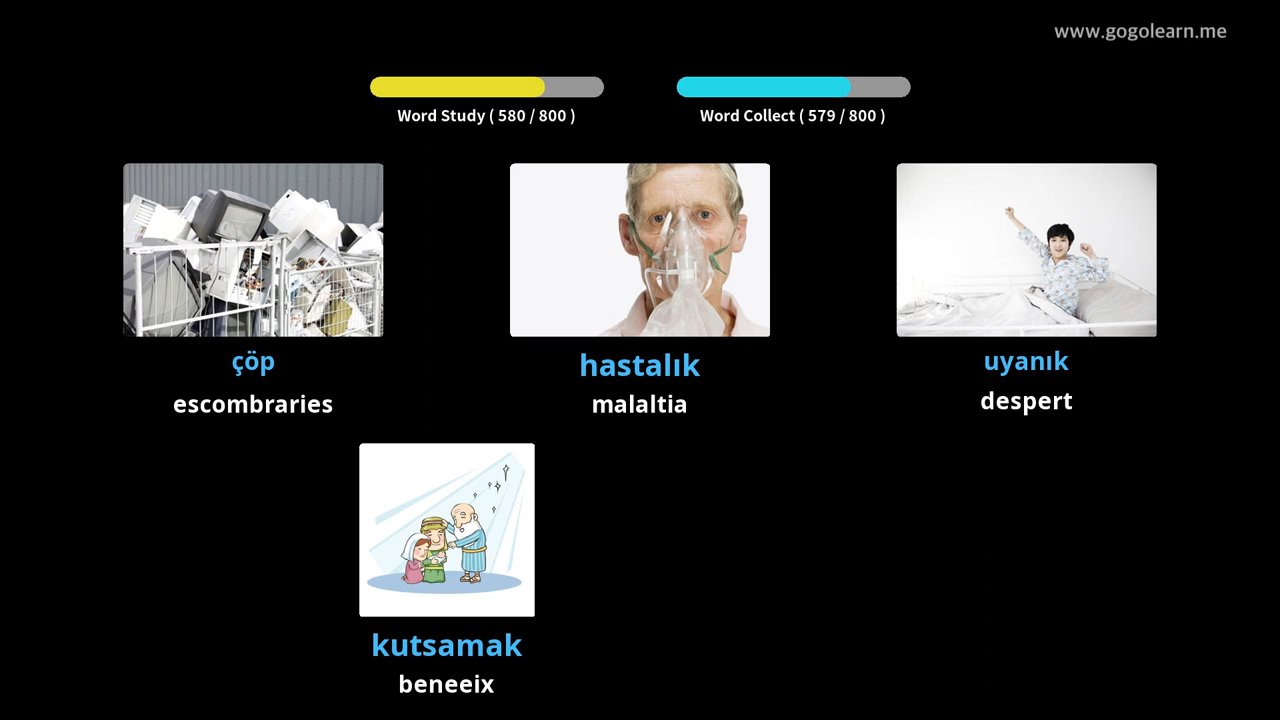 www.gogolearn.me
Word Study ( 580 / 800 )
Word Collect ( 579 / 800 )
çöp
escombraries
hastalık
malaltia
uyanık
despert
kutsamak
beneeix